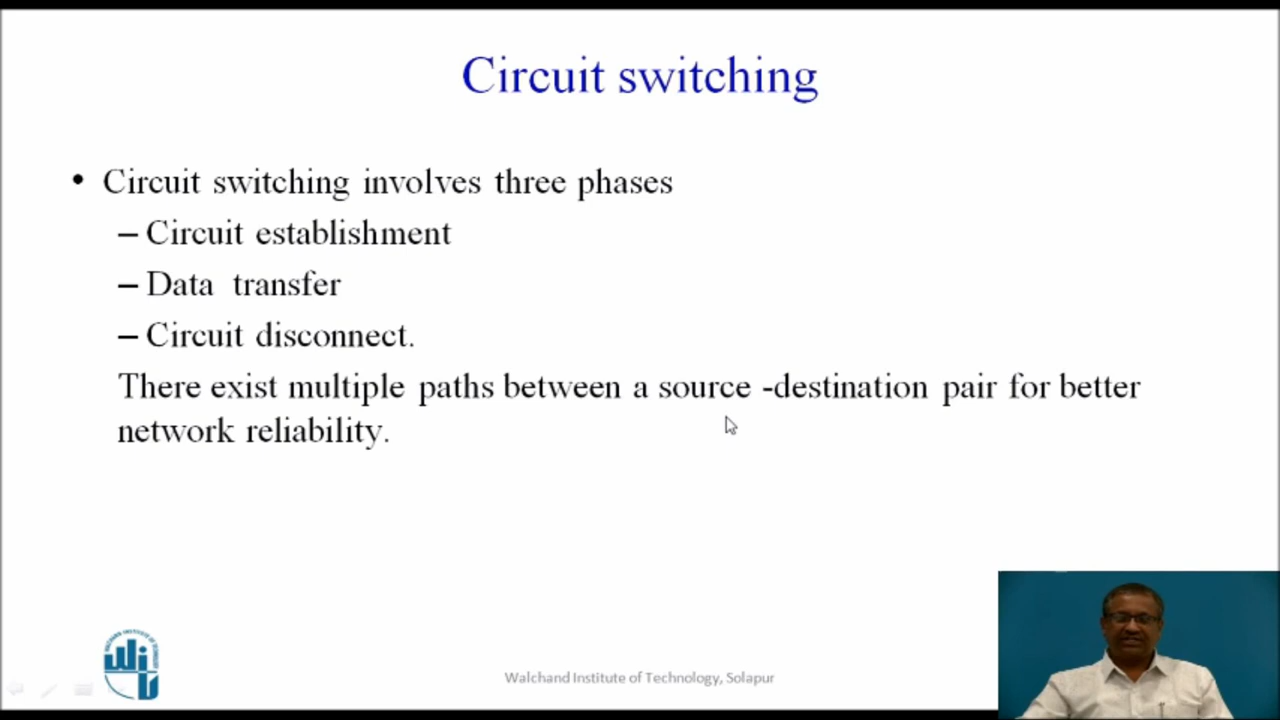 Circuit switching
• Circuit switching involves three phases
– Circuit establishment
– Data transfer
– Circuit disconnect.
There exist multiple paths between a source -destination pair for better
network reliability.
Walchand Institute of Technology, Solapur